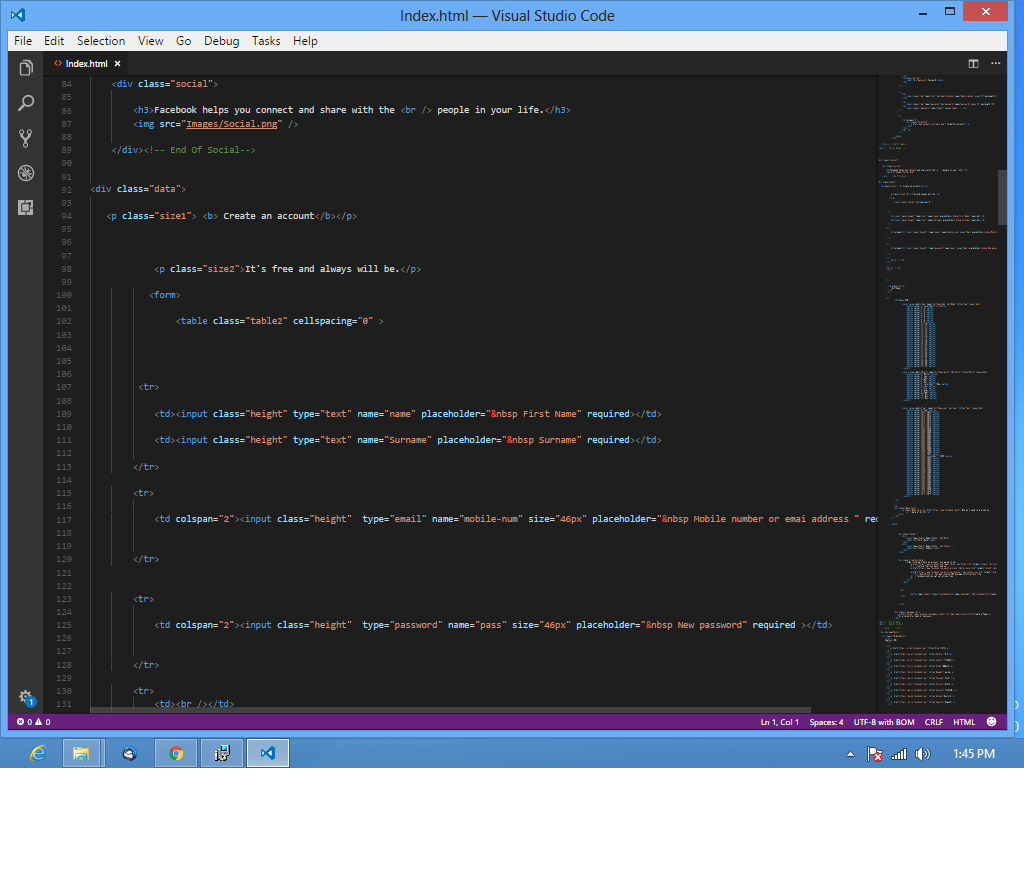 Index.html — Visual Studio Code
File Edit Selection View Go Debug Tasks Help
<> Index.html ×
84 <div class="social">
85
86 <h3>Facebook helps you connect and share with the <br /> people in your life.</h3>
87 <img src="Images/Social.png" />
88
89 </div><!-- End Of Social-->
90
91
92 <div class="data">
93
94 <p class="size1"> <b> Create an account</b></p>
95
96
97
98 <p class="size2">It's free and always will be.</p>
99
100 <form>
101
102 <table class="table2" cellspacing="0" >
103
104
105
106
107 <tr>
108
109 <td><input class="height" type="text" name="name" placeholder="&nbsp First Name" required></td>
110
111 <td><input class="height" type="text" name="Surname" placeholder="&nbsp Surname" required></td>
112
113 </tr>
114
115 <tr>
116
117 <td colspan="2"><input class="height"  type="email" name="mobile-num" size="46px" placeholder="&nbsp Mobile number or emai address " rec
118
119
120 </tr>
121
122
123 <tr>
124
125 <td colspan="2"><input class="height"  type="password" name="pass" size="46px" placeholder="&nbsp New password" required ></td>
126
127
128 </tr>
129
130 <tr>
131 <td><br /></td>
1
0 0 Ln 1, Col 1 Spaces: 4 UTF-8 with BOM CRLF HTML
1:45 PM